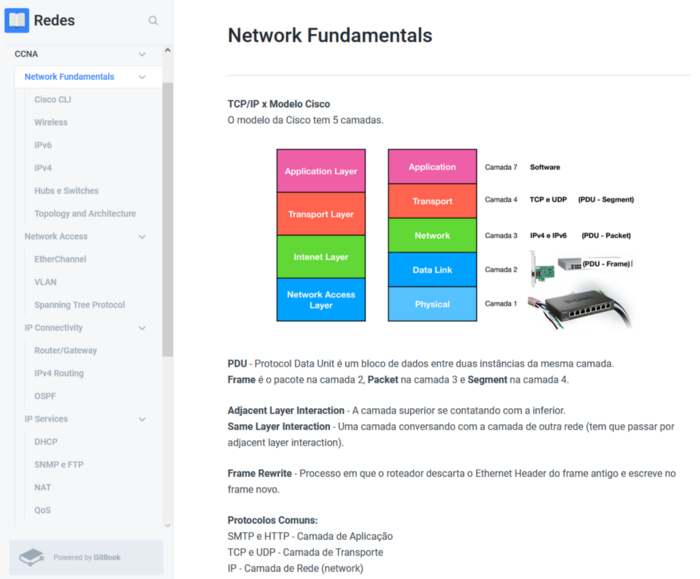 Redes
CCNA
Network Fundamentals
Cisco CLI
Wireless
IPv6
IPv4
Hubs e Switches
Topology and Architecture
Network Access
EtherChannel
VLAN
Spanning Tree Protocol
IP Connectivity
Router/Gateway
IPv4 Routing
OSPF
IP Services
DHCP
SNMP e FTP
NAT
QoS
Powered by GitBook
Network Fundamentals
TCP/IP x Modelo Cisco
O modelo da Cisco tem 5 camadas.
Application Layer
Transport Layer
Intenet Layer
Network Access
Layer
Application Camada 7 Software
Transport Camada 4 TCP e UDP (PDU - Segment)
Network Camada 3 IPv4 e IPv6 (PDU - Packet)
Data Link Camada 2 (PDU - Frame)
Physical Camada 1
PDU - Protocol Data Unit é um bloco de dados entre duas instâncias da mesma camada.
Frame é o pacote na camada 2, Packet na camada 3 e Segment na camada 4.
Adjacent Layer Interaction - A camada superior se contatando com a inferior.
Same Layer Interaction - Uma camada conversando com a camada de outra rede (tem que passar por
adjacent layer interaction).
Frame Rewrite - Processo em que o roteador descarta o Ethernet Header do frame antigo e escreve no
frame novo.
Protocolos Comuns:
SMTP e HTTP - Camada de Aplicação
TCP e UDP - Camada de Transporte
IP - Camada de Rede (network)